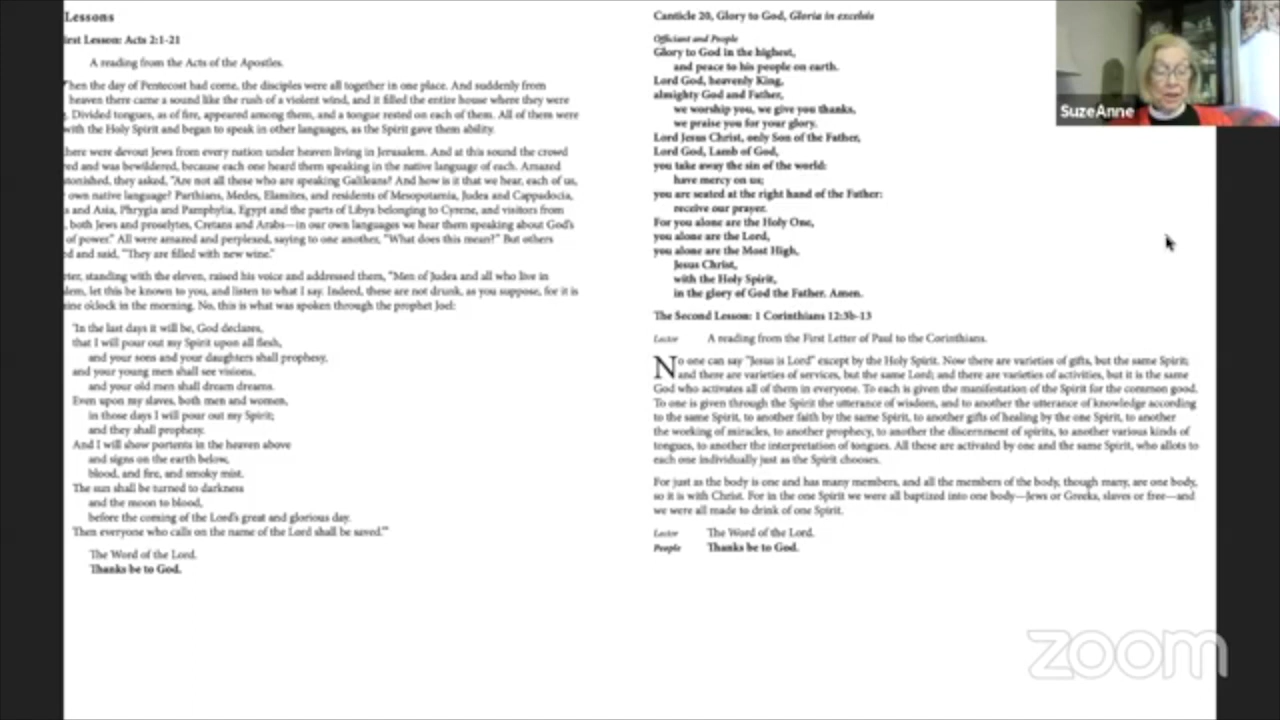 Lessons
irst Lesson: Acts 2:1-21
A reading from the Acts of the Apostles.
hen the day of Pentecost had come, the disciples were all together in one place. And suddenly from
heaven there came a sound like the rush of a violent wind, and it filled the entire house where they were
. Divided tongues, as of fire, appeared among them, and a tongue rested on each of them. All of them were
with the Holy Spirit and began to speak in other languages, as the Spirit gave them ability.
here were devout Jews from every nation under heaven living in Jerusalem. And at this sound the crowd
ed and was bewildered, because each one heard them speaking in the native language of each. Amazed
tonished, they asked, "Are not all these who are speaking Galileans? And how is it that we hear, each of us,
own native language? Parthians, Medes, Elamites, and residents of Mesopotamia, Judea and Cappadocia,
s and Asia, Phrygia and Pamphylia, Egypt and the parts of Libya belonging to Cyrene, and visitors from
, both Jews and proselytes, Cretans and Arabs—in our own languages we hear them speaking about God's
of power." All were amazed and perplexed, saying to one another, "What does this mean?" But others
ed and said, "They are filled with new wine."
eter, standing with the eleven, raised his voice and addressed them, "Men of Judea and all who live in
lem, let this be known to you, and listen to what I say. Indeed, these are not drunk, as you suppose, for it is
ine o'clock in the morning. No, this is what was spoken through the prophet Joel:
'In the last days it will be, God declares,
that I will pour out my Spirit upon all flesh,
and your sons and your daughters shall prophesy,
and your young men shall see visions,
and your old men shall dream dreams.
Even upon my slaves, both men and women,
in those days I will pour out my Spirit;
and they shall prophesy.
And I will show portents in the heaven above
and signs on the earth below,
blood, and fire, and smoky mist.
The sun shall be turned to darkness
and the moon to blood,
before the coming of the Lord's great and glorious day.
Then everyone who calls on the name of the Lord shall be saved.'"
The Word of the Lord.
Thanks be to God.
Canticle 20, Glory to God, Gloria in excelsis
Officiant and People
Glory to God in the highest,
and peace to his people on earth.
Lord God, heavenly King,
almighty God and Father,
we worship you, we give you thanks,
we praise you for your glory.
Lord Jesus Christ, only Son of the Father,
Lord God, Lamb of God,
you take away the sin of the world:
have mercy on us;
you are seated at the right hand of the Father:
receive our prayer.
For you alone are the Holy One,
you alone are the Lord,
you alone are the Most High,
Jesus Christ,
with the Holy Spirit,
in the glory of God the Father. Amen.
The Second Lesson: 1 Corinthians 12:3b-13
Lector A reading from the First Letter of Paul to the Corinthians.
No one can say "Jesus is Lord" except by the Holy Spirit. Now there are varieties of gifts, but the same Spirit;
and there are varieties of services, but the same Lord; and there are varieties of activities, but it is the same
God who activates all of them in everyone. To each is given the manifestation of the Spirit for the common good.
To one is given through the Spirit the utterance of wisdom, and to another the utterance of knowledge according
to the same Spirit, to another faith by the same Spirit, to another gifts of healing by the one Spirit, to another
the working of miracles, to another prophecy, to another the discernment of spirits, to another various kinds of
tongues, to another the interpretation of tongues. All these are activated by one and the same Spirit, who allots to
each one individually just as the Spirit chooses.
For just as the body is one and has many members, and all the members of the body, though many, are one body,
so it is with Christ. For in the one Spirit we were all baptized into one body—Jews or Greeks, slaves or free—and
we were all made to drink of one Spirit.
Lector The Word of the Lord.
People Thanks be to God.
SuzeAnne
zoom